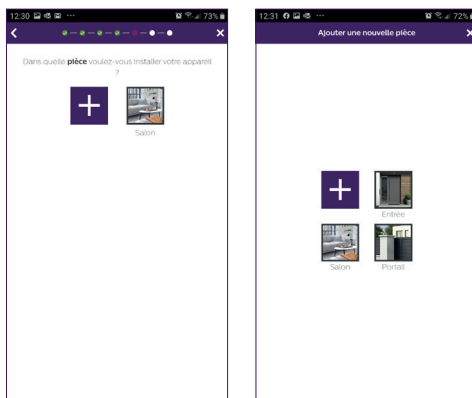 12:30 ... 73%
Dans quelle pièce voulez-vous installer votre appareil
?
Salon
12:31 ... 72%
Ajouter une nouvelle pièce
Entrée
Salon
Portail